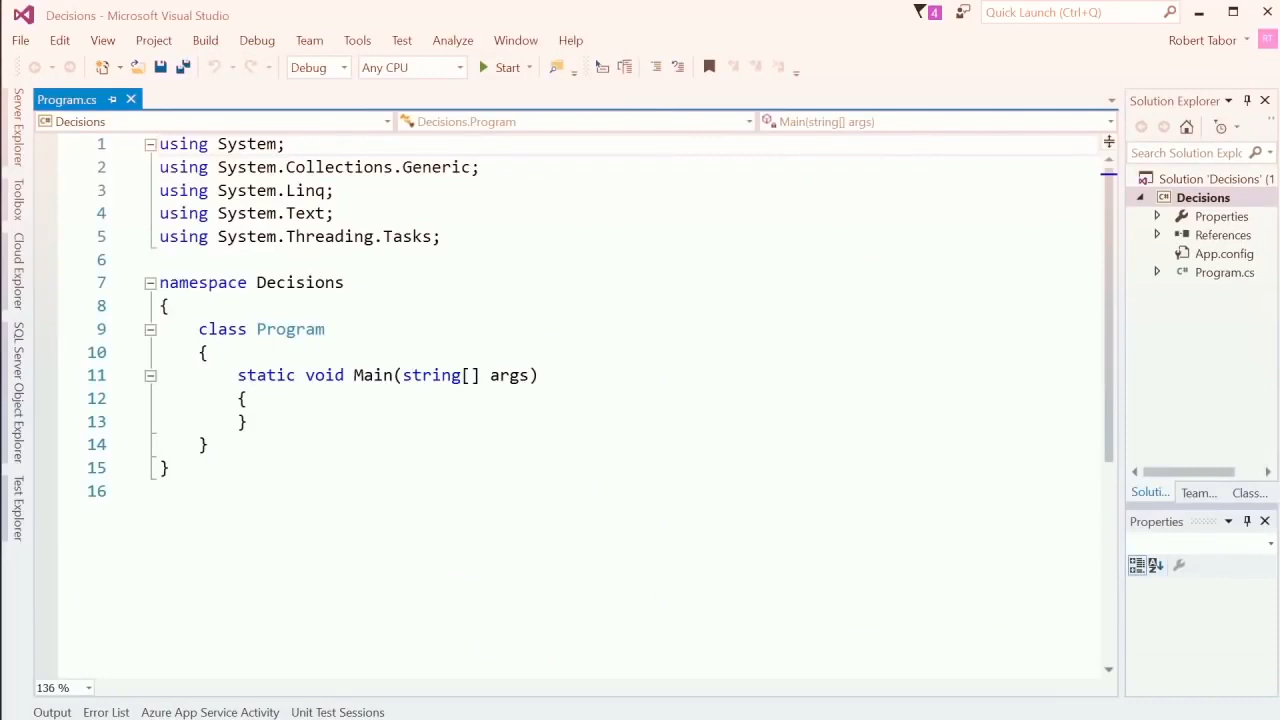 Decisions - Microsoft Visual Studio
4
Quick Launch (Ctrl+Q)
File Edit View Project Build Debug Team Tools Test Analyze Window Help
Robert Tabor RT
Debug Any CPU Start
Server Explorer
Toolbox
Cloud Explorer
SQL Server Object Explorer
Test Explorer
Program.cs
Decisions Decisions.Program Main(string[] args)
1 using System;
2 using System.Collections.Generic;
3 using System.Linq;
4 using System.Text;
5 using System.Threading.Tasks;
6
7 namespace Decisions
8 {
9 class Program
10 {
11 static void Main(string[] args)
12 {
13 }
14 }
15 }
16
136 %
Solution Explorer
Search Solution Explc
Solution 'Decisions' (1
C# Decisions
Properties
References
App.config
C# Program.cs
Soluti... Team... Class...
Properties
Output Error List Azure App Service Activity Unit Test Sessions